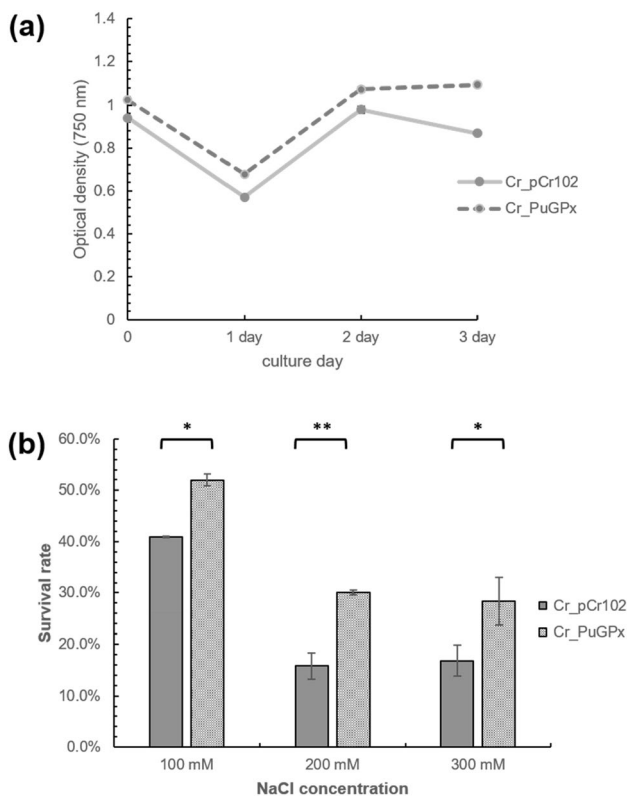 (a)
1.4
1.2
1
0.8
0.6
0.4
0.2
0
Optical density (750 nm)
0 1 day 2 day 3 day
culture day
Cr_pCr102
Cr_PuGPx
(b)
* ** *
60.0%
50.0%
40.0%
30.0%
20.0%
10.0%
0.0%
Survival rate
100 mM 200 mM 300 mM
NaCl concentration
Cr_pCr102
Cr_PuGPx